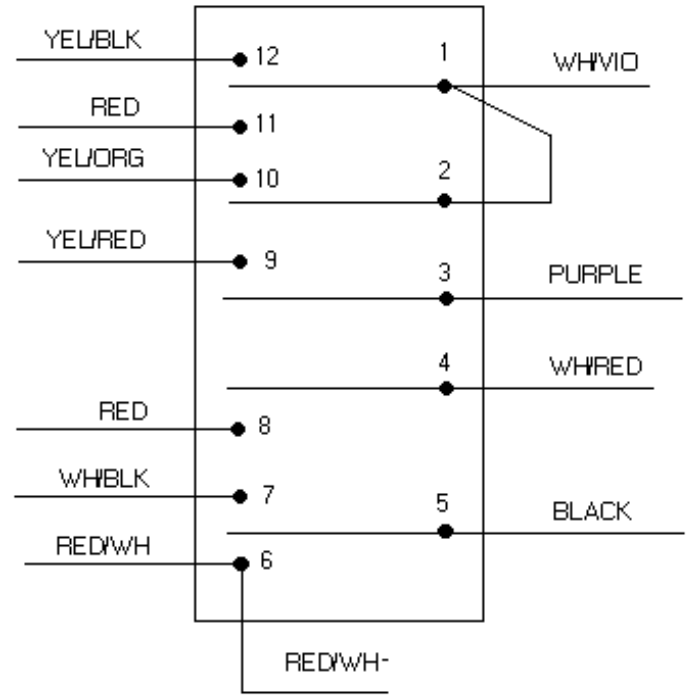 YEL/BLK 12 1 WH/VIO
RED 11
YEL/ORG 10 2
YEL/RED 9 3 PURPLE
4 WH/RED
RED 8
WH/BLK 7 5 BLACK
RED/WH 6
RED/WH-